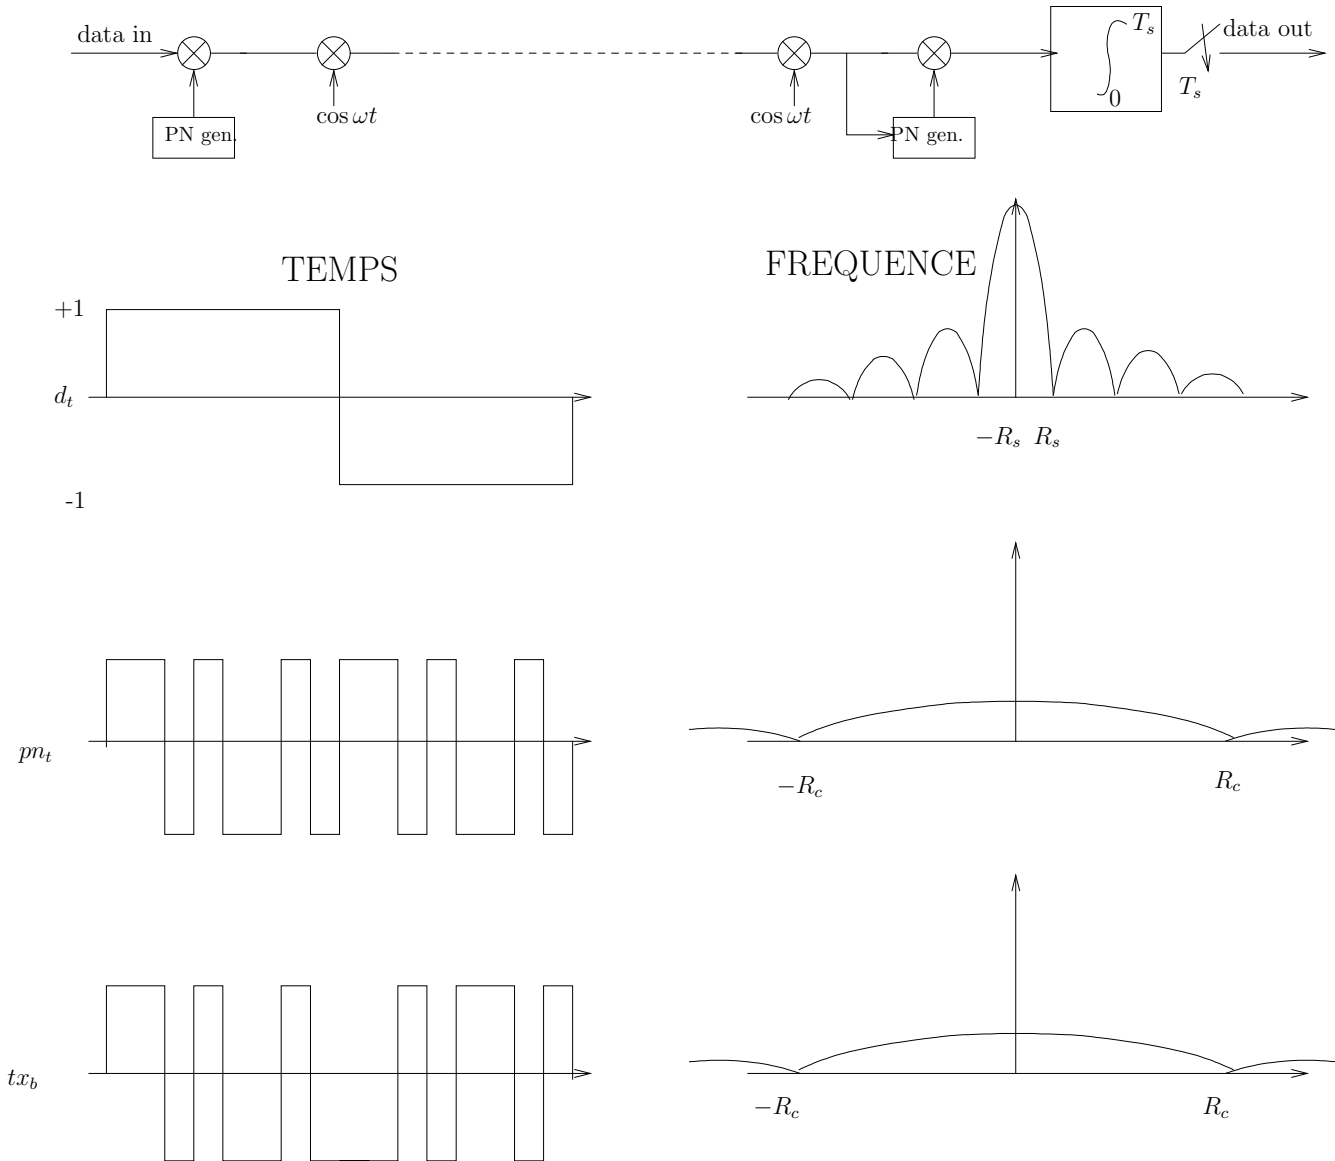 data in
T_s
data out
0
T_s
cos ωt
cos ωt
PN gen.
PN gen.
TEMPS
FREQUENCE
+1
d_t
-1
−R_s R_s
pn_t
−R_c
R_c
tx_b
−R_c
R_c